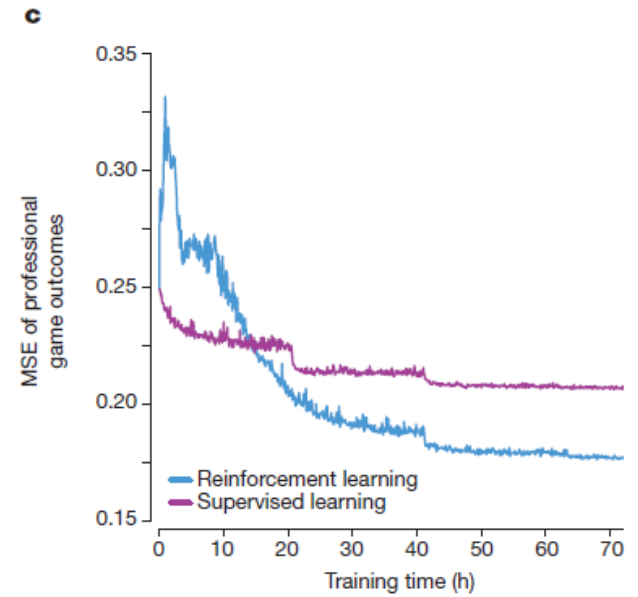 c
0.35
0.30
0.25
0.20
0.15
MSE of professional
game outcomes
Reinforcement learning
Supervised learning
0 10 20 30 40 50 60 70
Training time (h)